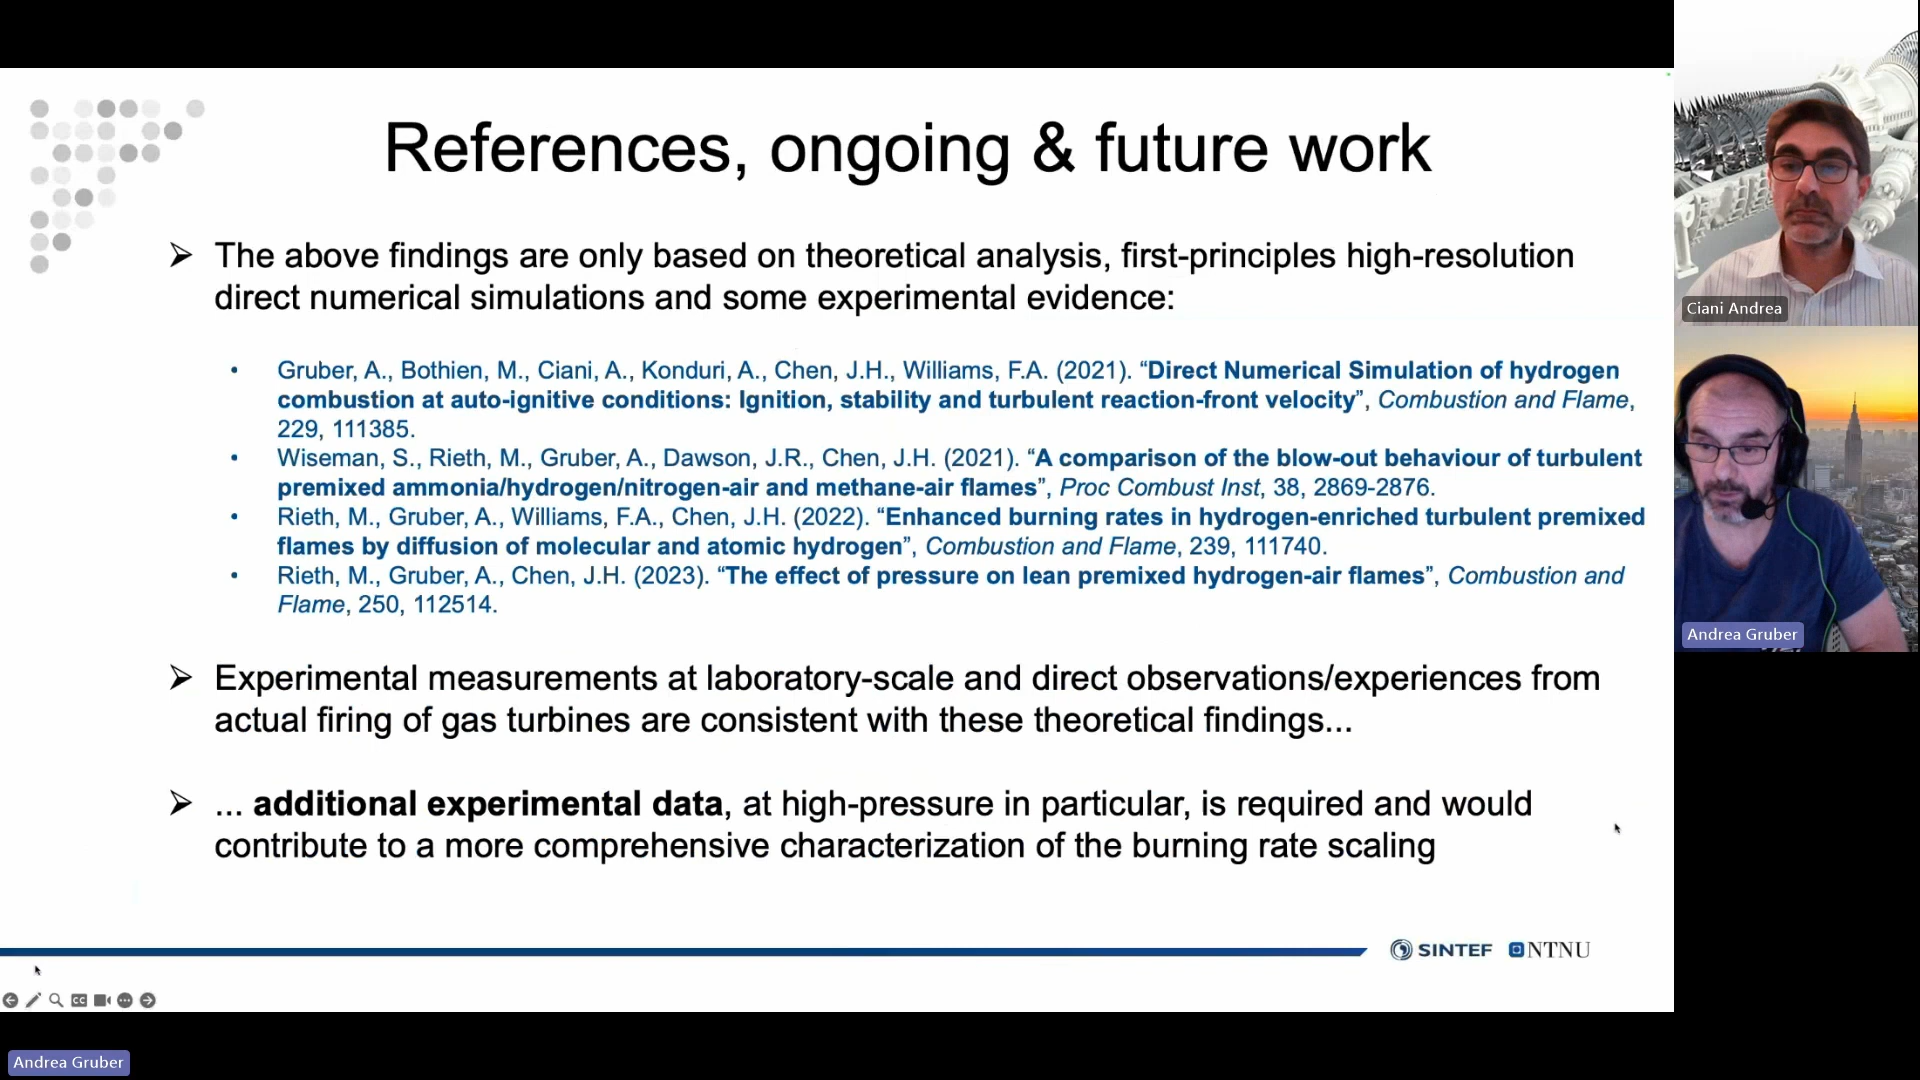 References, ongoing & future work
➢ The above findings are only based on theoretical analysis, first-principles high-resolution
direct numerical simulations and some experimental evidence:
• Gruber, A., Bothien, M., Ciani, A., Konduri, A., Chen, J.H., Williams, F.A. (2021). “Direct Numerical Simulation of hydrogen
combustion at auto-ignitive conditions: Ignition, stability and turbulent reaction-front velocity”, Combustion and Flame,
229, 111385.
• Wiseman, S., Rieth, M., Gruber, A., Dawson, J.R., Chen, J.H. (2021). “A comparison of the blow-out behaviour of turbulent
premixed ammonia/hydrogen/nitrogen-air and methane-air flames”, Proc Combust Inst, 38, 2869-2876.
• Rieth, M., Gruber, A., Williams, F.A., Chen, J.H. (2022). “Enhanced burning rates in hydrogen-enriched turbulent premixed
flames by diffusion of molecular and atomic hydrogen”, Combustion and Flame, 239, 111740.
• Rieth, M., Gruber, A., Chen, J.H. (2023). “The effect of pressure on lean premixed hydrogen-air flames”, Combustion and
Flame, 250, 112514.
➢ Experimental measurements at laboratory-scale and direct observations/experiences from
actual firing of gas turbines are consistent with these theoretical findings...
➢ ... additional experimental data, at high-pressure in particular, is required and would
contribute to a more comprehensive characterization of the burning rate scaling
SINTEF NTNU
CC
Andrea Gruber
Ciani Andrea
Andrea Gruber